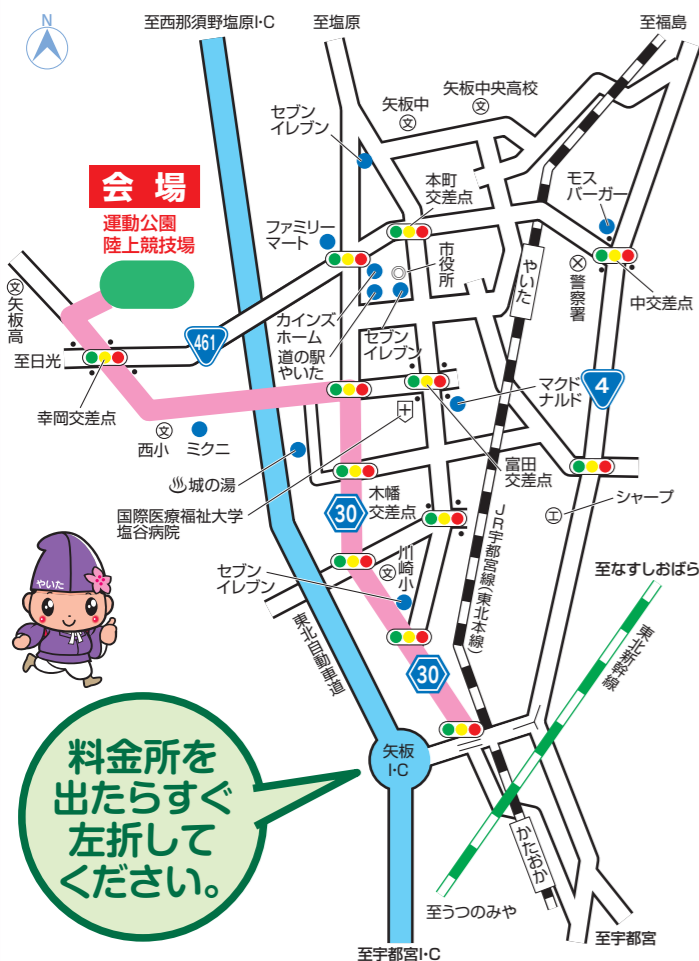 N
至西那須野塩原I・C
至塩原
至福島
セブン
イレブン
矢板中
文
矢板中央高校
文
会場
運動公園
陸上競技場
ファミリー
マート
本町
交差点
モス
バーガー
市役所
やいた
警察署
中交差点
文
矢板高
461
カインズ
ホーム
道の駅
やいた
セブン
イレブン
至日光
幸岡交差点
マクド
ナルド
4
文
西小
ミクニ
城の湯
富田
交差点
国際医療福祉大学
塩谷病院
木幡
交差点
30
工
シャープ
JR宇都宮線(東北本線)
セブン
イレブン
文
川崎小
至なすしおばら
東北新幹線
やいた
東北自動車道
30
矢板
I・C
料金所を
出たらすぐ
左折して
ください。
かたおか
至うつのみや
至宇都宮
至宇都宮I・C